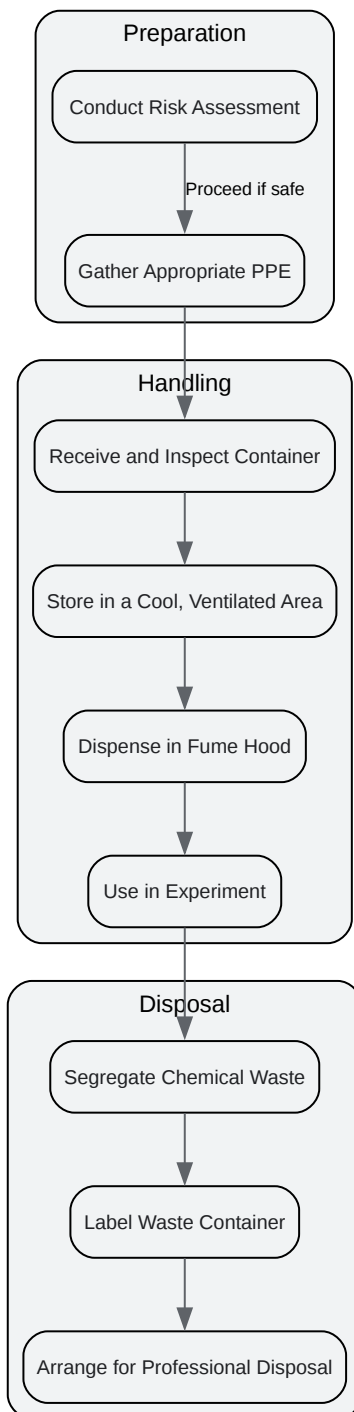 Preparation
Conduct Risk Assessment
Proceed if safe
Gather Appropriate PPE
Handling
Receive and Inspect Container
Store in a Cool, Ventilated Area
Dispense in Fume Hood
Use in Experiment
Disposal
Segregate Chemical Waste
Label Waste Container
Arrange for Professional Disposal